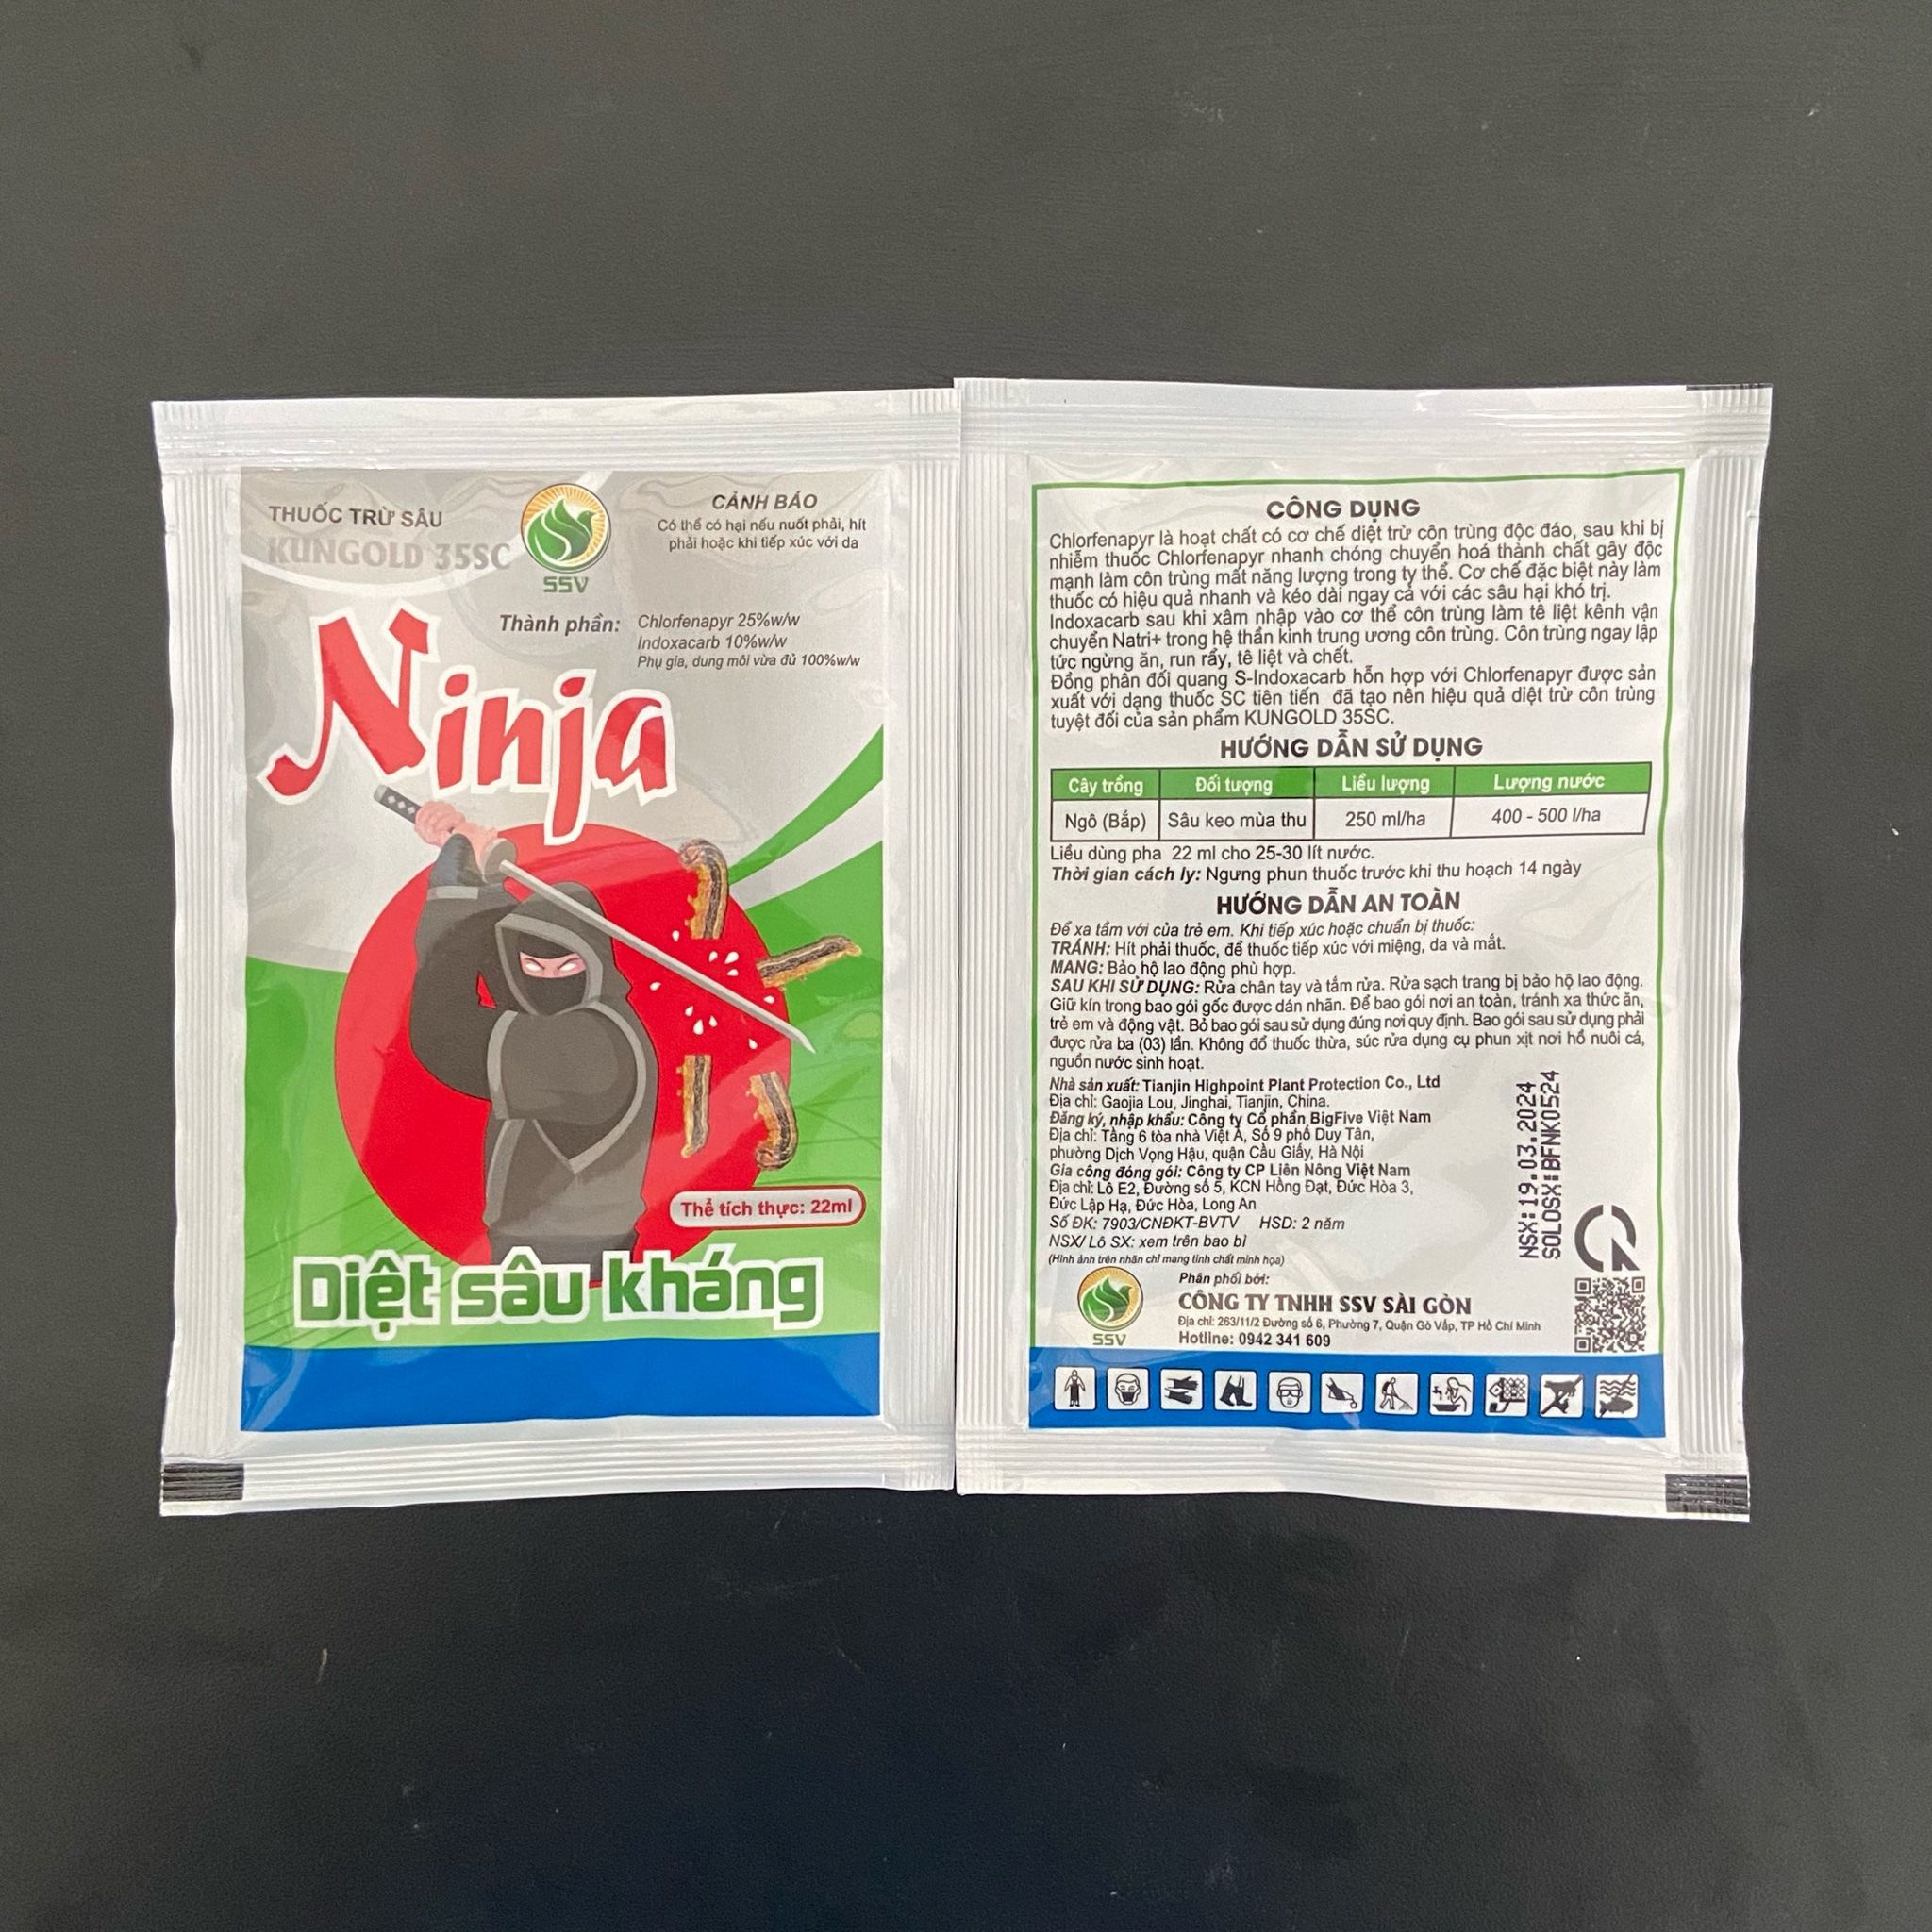 THUỐC TRỪ SÂU
KUNGOLD 35SC
SSV
CẢNH BÁO
Có thể có hại nếu nuốt phải, hít
phải hoặc khi tiếp xúc với da
Thành phần: Chlorfenapyr 25%w/w
Indoxacarb 10%w/w
Phụ gia, dung môi vừa đủ 100%w/w
Ninja
Thể tích thực: 22ml
Diệt sâu kháng
CÔNG DỤNG
Chlorfenapyr là hoạt chất có cơ chế diệt trừ côn trùng độc đáo, sau khi bị
nhiễm thuốc Chlorfenapyr nhanh chóng chuyển hoá thành chất gây độc
mạnh làm côn trùng mất năng lượng trong ty thể. Cơ chế đặc biệt này làm
thuốc có hiệu quả nhanh và kéo dài ngay cả với các sâu hại khó trị.
Indoxacarb sau khi xâm nhập vào cơ thể côn trùng làm tê liệt kênh vận
chuyển Natri+ trong hệ thần kinh trung ương côn trùng. Côn trùng ngay lập
tức ngừng ăn, run rẩy, tê liệt và chết.
Đồng phân đối quang S-Indoxacarb hỗn hợp với Chlorfenapyr được sản
xuất với dạng thuốc SC tiên tiến đã tạo nên hiệu quả diệt trừ côn trùng
tuyệt đối của sản phẩm KUNGOLD 35SC.
HƯỚNG DẪN SỬ DỤNG
Cây trồng Đối tượng Liều lượng Lượng nước
Ngô (Bắp) Sâu keo mùa thu 250 ml/ha 400 - 500 l/ha
Liều dùng pha 22 ml cho 25-30 lít nước.
Thời gian cách ly: Ngưng phun thuốc trước khi thu hoạch 14 ngày
HƯỚNG DẪN AN TOÀN
Để xa tầm với của trẻ em. Khi tiếp xúc hoặc chuẩn bị thuốc:
TRÁNH: Hít phải thuốc, để thuốc tiếp xúc với miệng, da và mắt.
MANG: Bảo hộ lao động phù hợp.
SAU KHI SỬ DỤNG: Rửa chân tay và tắm rửa. Rửa sạch trang bị bảo hộ lao động.
Giữ kín trong bao gói gốc được dán nhãn. Để bao gói nơi an toàn, tránh xa thức ăn,
trẻ em và động vật. Bỏ bao gói sau sử dụng đúng nơi quy định. Bao gói sau sử dụng phải
được rửa ba (03) lần. Không đổ thuốc thừa, súc rửa dụng cụ phun xịt nơi hồ nuôi cá,
nguồn nước sinh hoạt.
Nhà sản xuất: Tianjin Highpoint Plant Protection Co., Ltd
Địa chỉ: Gaojia Lou, Jinghai, Tianjin, China.
Đăng ký, nhập khẩu: Công ty Cổ phần BigFive Việt Nam
Địa chỉ: Tầng 6 tòa nhà Việt Á, Số 9 phố Duy Tân,
phường Dịch Vọng Hậu, quận Cầu Giấy, Hà Nội
Gia công đóng gói: Công ty CP Liên Nông Việt Nam
Địa chỉ: Lô E2, Đường số 5, KCN Hồng Đạt, Đức Hòa 3,
Đức Lập Hạ, Đức Hòa, Long An
Số ĐK: 7903/CNĐKT-BVTV HSD: 2 năm
NSX/ Lô SX: xem trên bao bì
(Hình ảnh trên nhãn chỉ mang tính chất minh họa)
NSX:19.03.2024
SOLOSX:BFNK0524
SSV
Phân phối bởi:
CÔNG TY TNHH SSV SÀI GÒN
Địa chỉ: 263/11/2 Đường số 6, Phường 7, Quận Gò Vấp, TP Hồ Chí Minh
Hotline: 0942 341 609